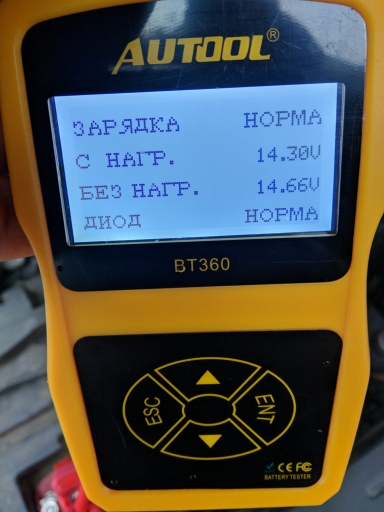 AUTOOL®
ЗАРЯДКА НОРМА
С НАГР. 14.30V
БЕЗ НАГР. 14.66V
ДИОД НОРМА
BT360
ESC
ENT
CE FC
BATTERY TESTER